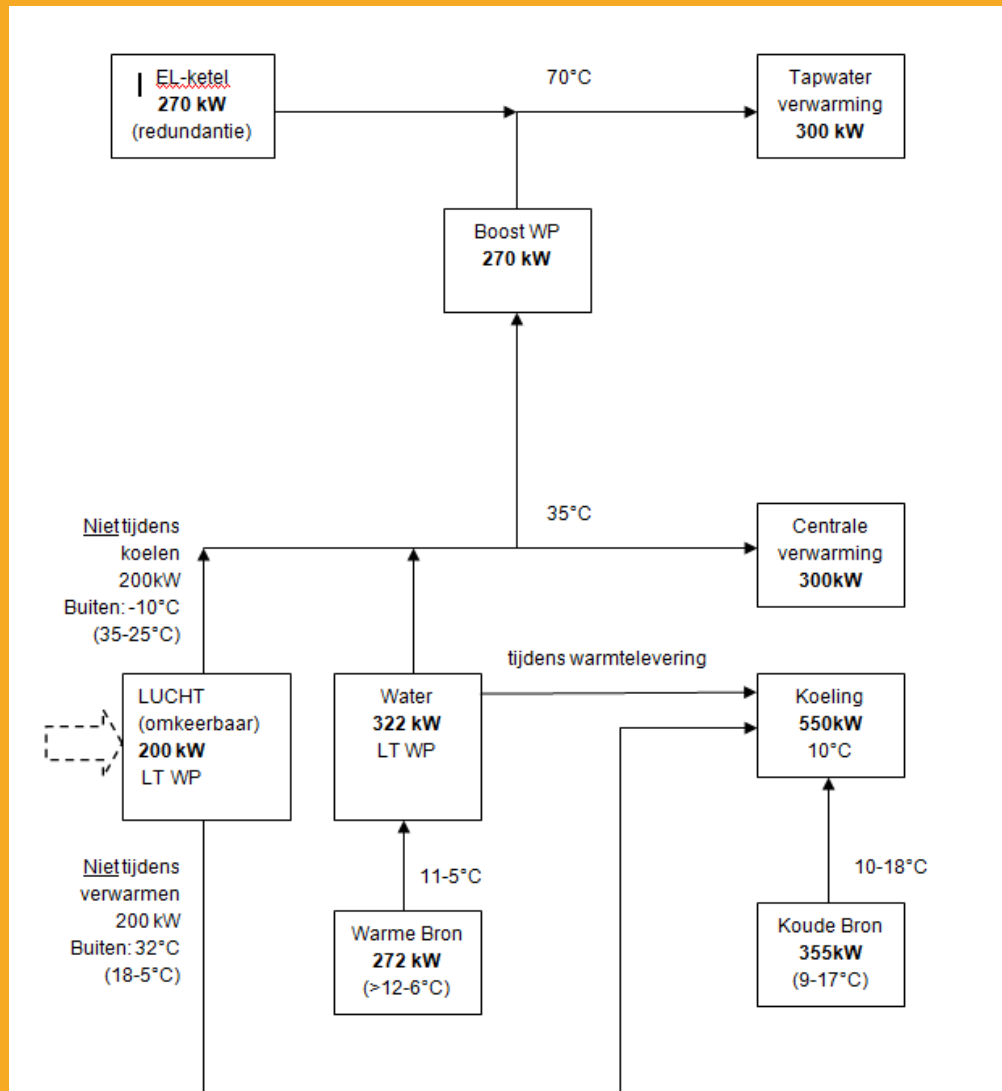 EL-ketel
270 kW
(redundantie)
70°C
Tapwater
verwarming
300 kW
Boost WP
270 kW
35°C
Centrale
verwarming
300kW
Niet tijdens
koelen
200kW
Buiten: -10°C
(35-25°C)
tijdens warmtelevering
LUCHT
(omkeerbaar)
200 kW
LT WP
Water
322 kW
LT WP
Koeling
550kW
10°C
Niet tijdens
verwarmen
200 kW
Buiten: 32°C
(18-5°C)
11-5°C
10-18°C
Warme Bron
272 kW
(>12-6°C)
Koude Bron
355kW
(9-17°C)